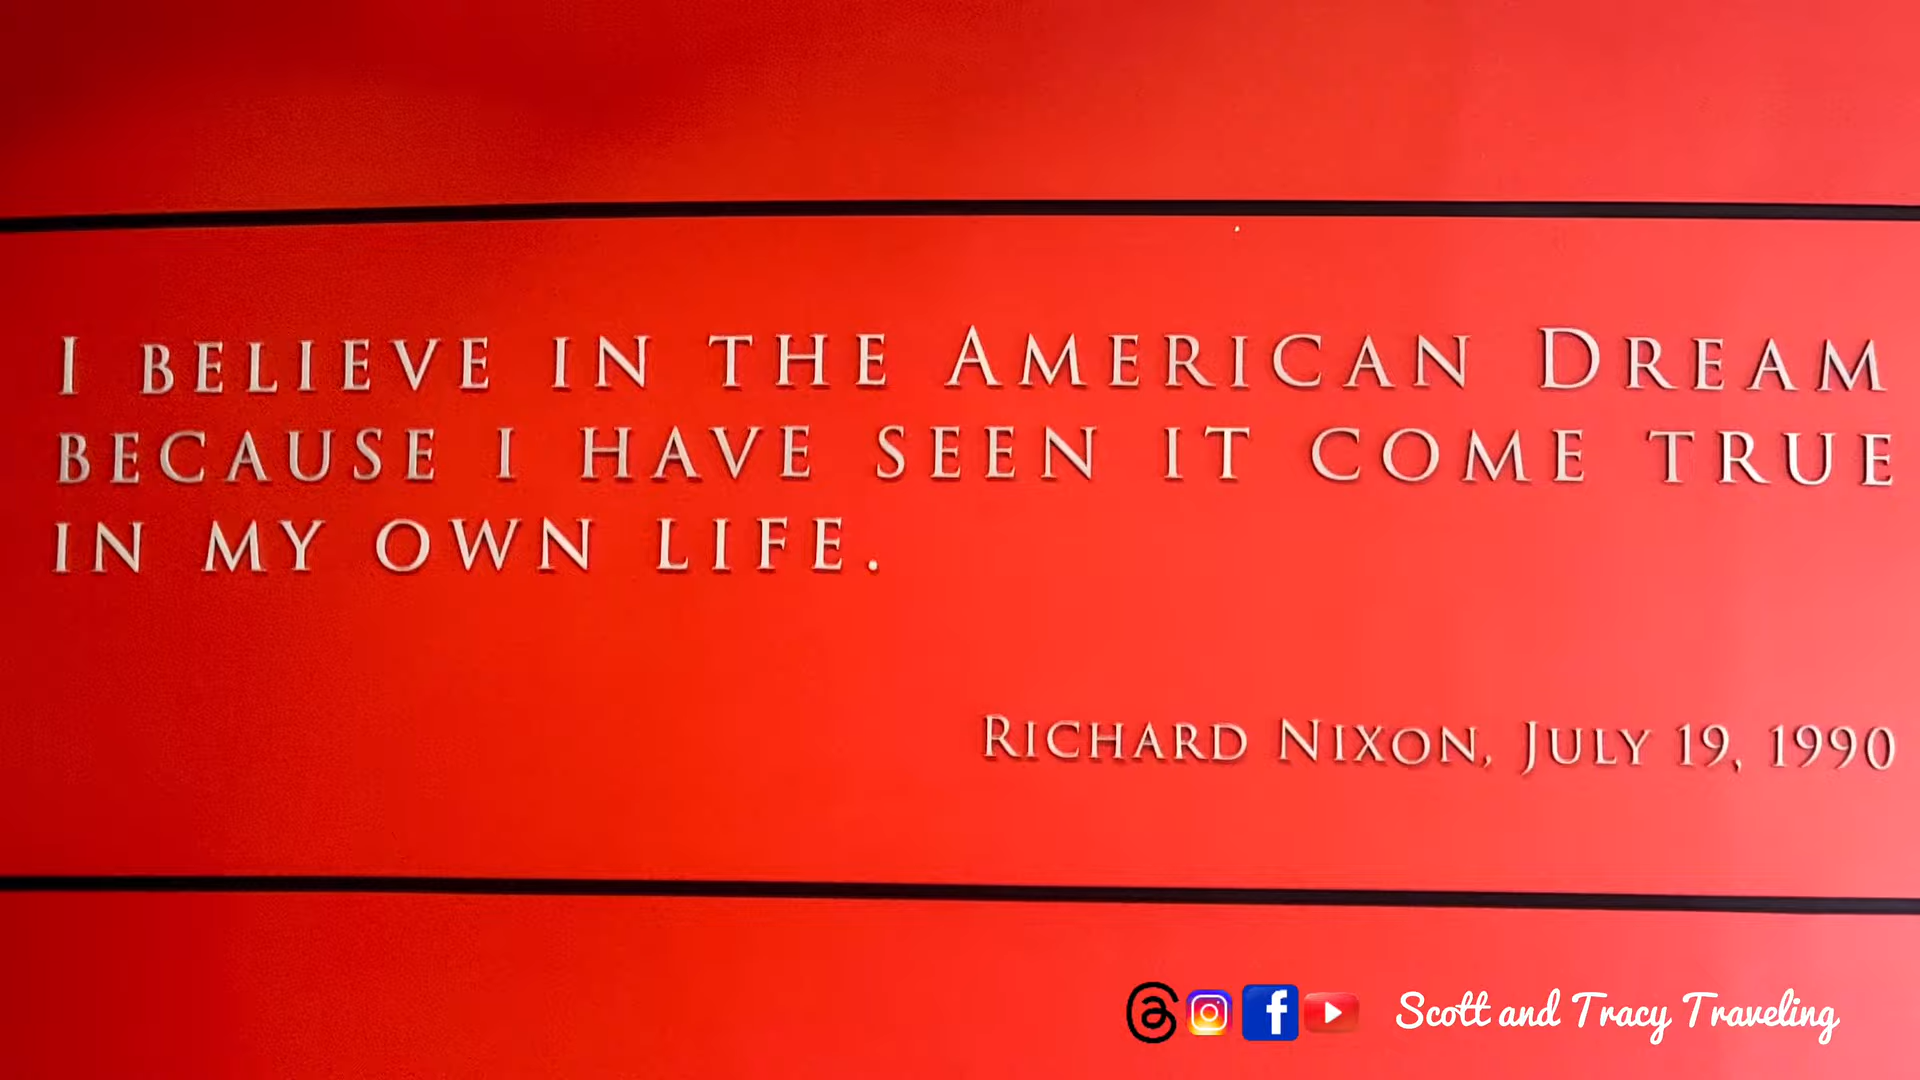 I BELIEVE IN THE AMERICAN DREAM
BECAUSE I HAVE SEEN IT COME TRUE
IN MY OWN LIFE.
RICHARD NIXON, JULY 19, 1990
Scott and Tracy Traveling